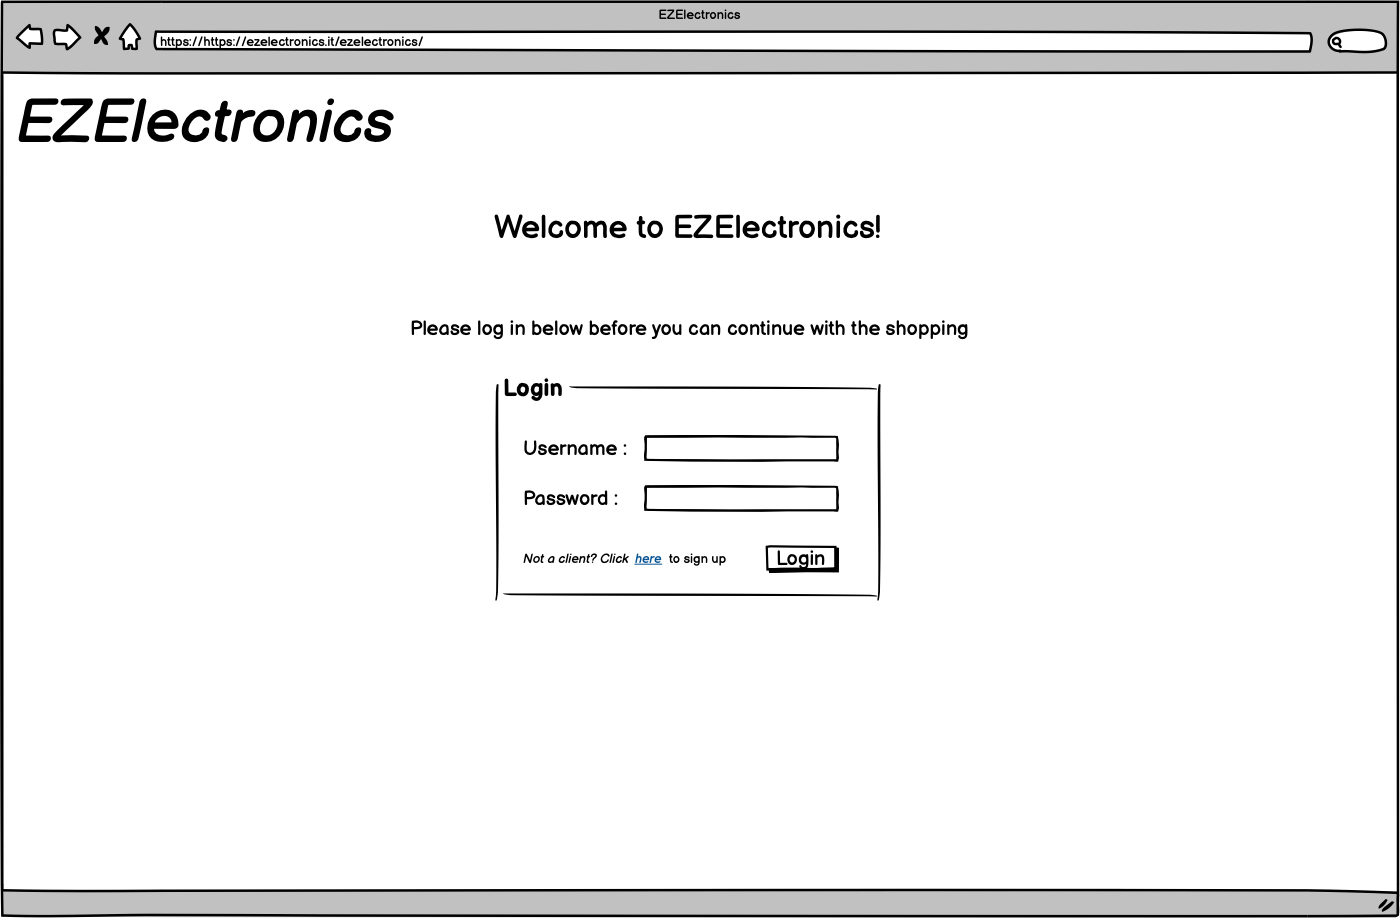 EZElectronics
https://https://ezelectronics.it/ezelectronics/
EZElectronics
Welcome to EZElectronics!
Please log in below before you can continue with the shopping
Login
Username :
Password :
Not a client? Click here to sign up
Login